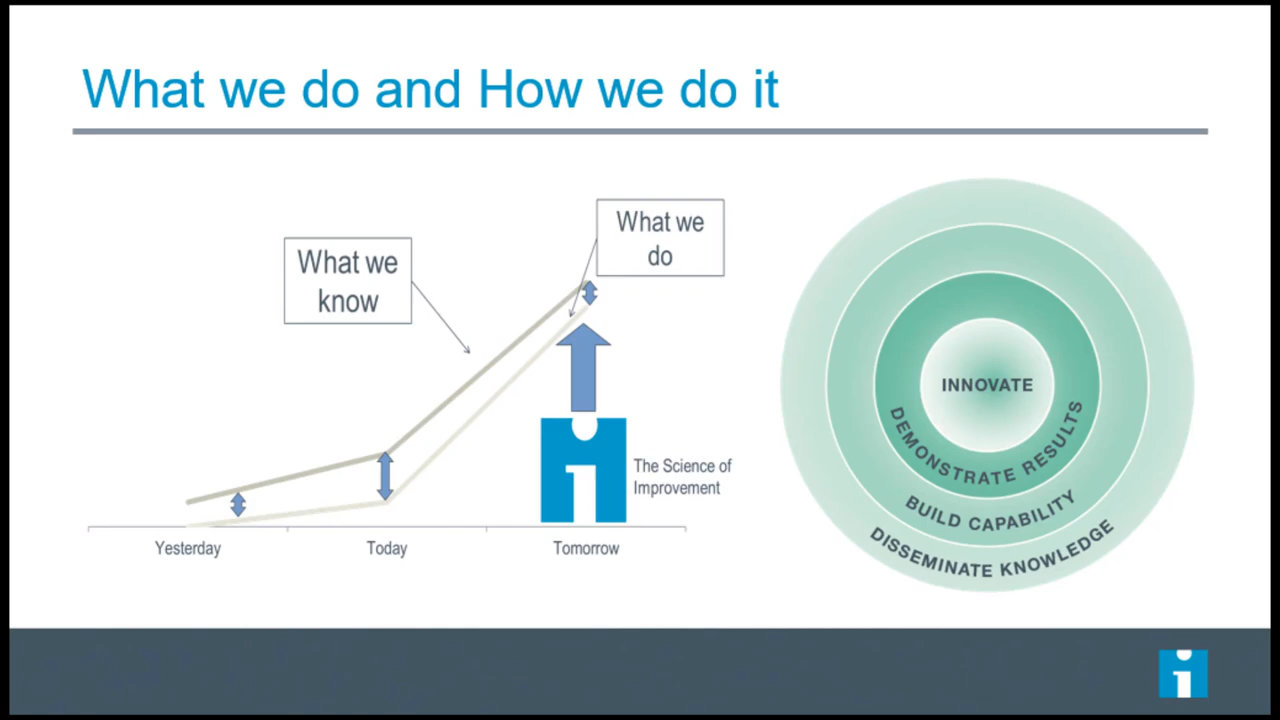 What we do and How we do it
What we
know
What we
do
The Science of
Improvement
Yesterday
Today
Tomorrow
INNOVATE
DEMONSTRATE RESULTS
BUILD CAPABILITY
DISSEMINATE KNOWLEDGE